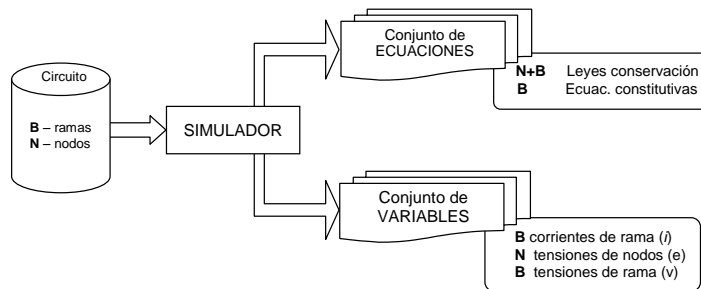 Circuito
B – ramas
N – nodos
SIMULADOR
Conjunto de
ECUACIONES
N+B Leyes conservación
B Ecuac. constitutivas
Conjunto de
VARIABLES
B corrientes de rama (i)
N tensiones de nodos (e)
B tensiones de rama (v)